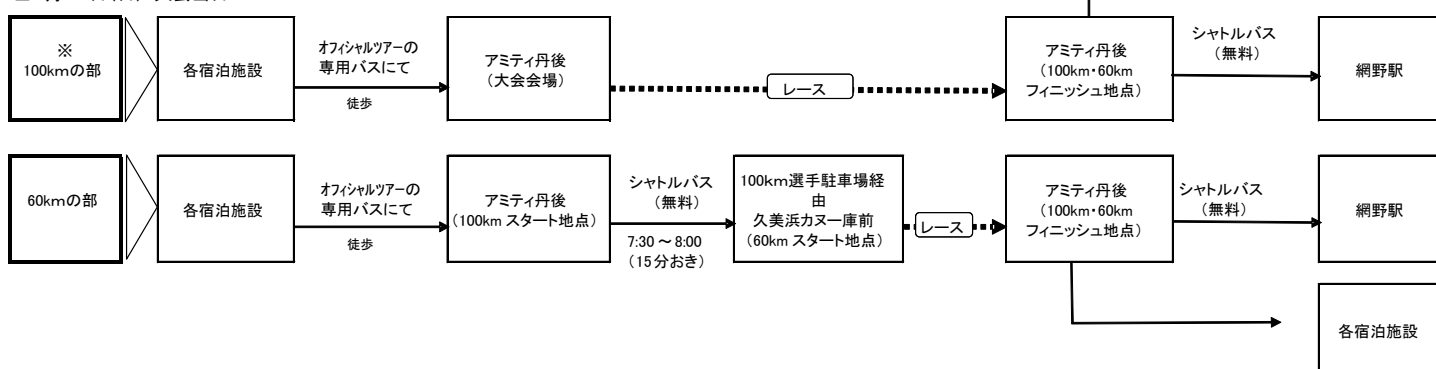 ※
100kmの部
各宿泊施設
オフィシャルツアーの
専用バスにて
徒歩
アミティ丹後
(大会会場)
レース
アミティ丹後
(100km・60km
フィニッシュ地点)
シャトルバス
(無料)
網野駅
60kmの部
各宿泊施設
オフィシャルツアーの
専用バスにて
徒歩
アミティ丹後
(100km スタート地点)
シャトルバス
(無料)
7:30 ~ 8:00
(15分おき)
100km選手駐車場経
由
久美浜カヌー庫前
(60km スタート地点)
レース
アミティ丹後
(100km・60km
フィニッシュ地点)
シャトルバス
(無料)
網野駅
各宿泊施設